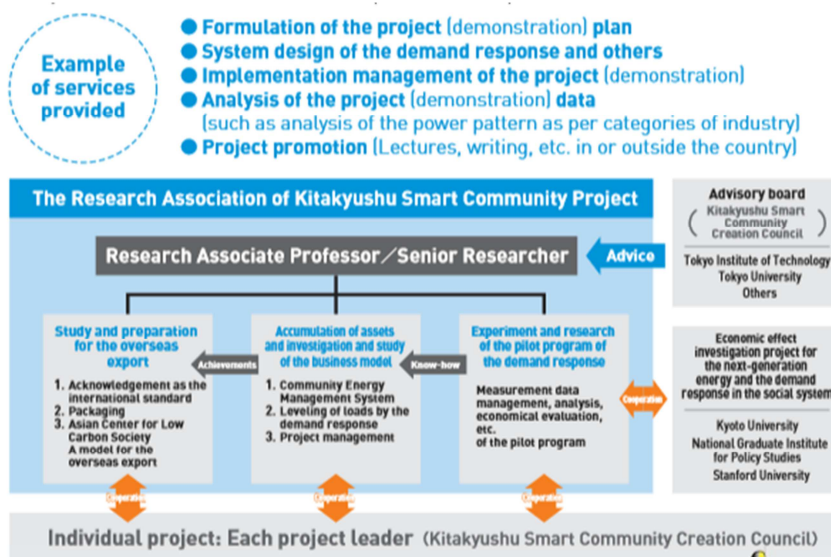 Example
of services
provided
● Formulation of the project (demonstration) plan
● System design of the demand response and others
● Implementation management of the project (demonstration)
● Analysis of the project (demonstration) data
(such as analysis of the power pattern as per categories of industry)
● Project promotion (Lectures, writing, etc. in or outside the country)
The Research Association of Kitakyushu Smart Community Project
Research Associate Professor/Senior Researcher
Advice
Advisory board
(Kitakyushu Smart
Community
Creation Council)
Tokyo Institute of Technology
Tokyo University
Others
Study and preparation
for the overseas
export
1. Acknowledgement as the
international standard
2. Packaging
3. Asian Center for Low
Carbon Society
A model for the
overseas export
Achievements
Accumulation of assets
and investigation and study
of the business model
1. Community Energy
Management System
2. Leveling of loads by the
demand response
3. Project management
Know-how
Experiment and research
of the pilot program of
the demand response
Measurement data
management, analysis,
economical evaluation,
etc.
of the pilot program
Cooperation
Economic effect
investigation project for
the next-generation
energy and the demand
response in the social system
Kyoto University
National Graduate Institute
for Policy Studies
Stanford University
Cooperation
Cooperation
Cooperation
Individual project: Each project leader (Kitakyushu Smart Community Creation Council)